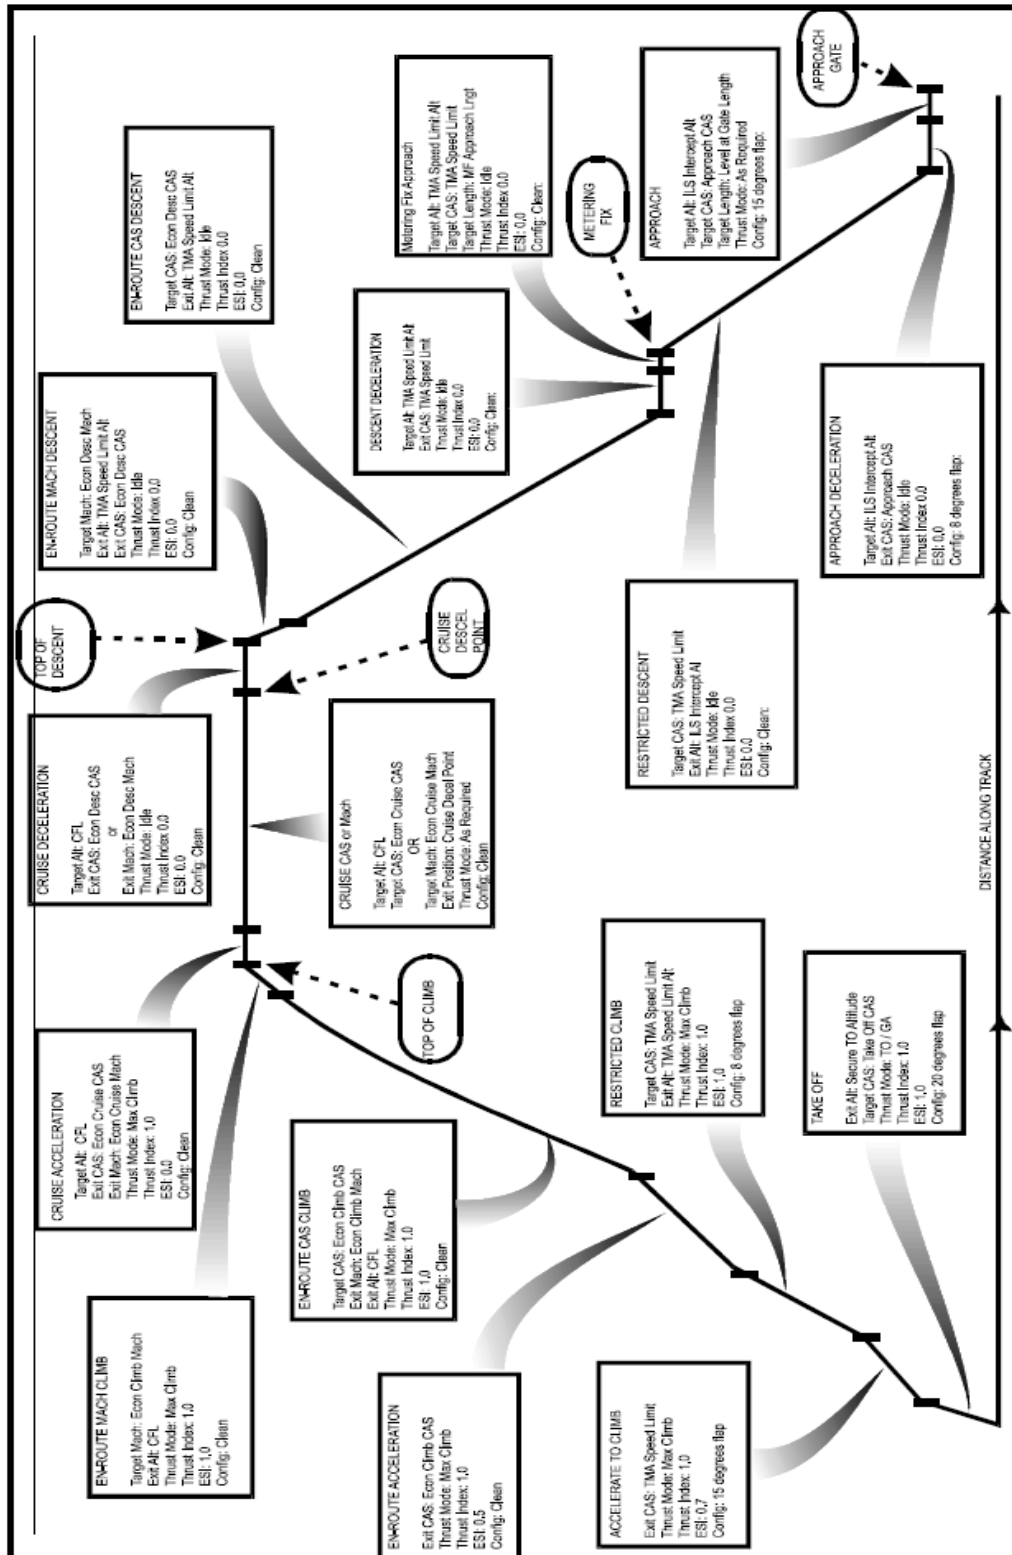 EN-ROUTE MACH CLIMB
Target Mach: Econ Climb Mach
Exit Alt: CFL
Thrust Mode: Max Climb
Thrust Index: 1.0
ESI: 1.0
Config: Clean
CRUISE ACCELERATION
Target Alt: CFL
Exit CAS: Econ Cruise CAS
Exit Mach: Econ Cruise Mach
Thrust Mode: Max Climb
Thrust Index: 1.0
ESI: 0.0
Config: Clean
CRUISE DECELERATION
Target Alt: CFL
Exit CAS: Econ Desc CAS
or
Exit Mach: Econ Desc Mach
Thrust Mode: Idle
Thrust Index 0.0
ESI: 0.0
Config: Clean
TOP OF
DESCENT
EN-ROUTE MACH DESCENT
Target Mach: Econ Desc Mach
Exit Alt: TMA Speed Limit Alt
Exit CAS: Econ Desc CAS
Thrust Mode: Idle
Thrust Index 0.0
ESI: 0.0
Config: Clean
EN-ROUTE CAS DESCENT
Target CAS: Econ Desc CAS
Exit Alt: TMA Speed Limit Alt
Thrust Mode: Idle
Thrust Index 0.0
ESI: 0.0
Config: Clean
EN-ROUTE CAS CLIMB
Target CAS: Econ Climb CAS
Exit Mach: Econ Climb Mach
Exit Alt: CFL
Thrust Mode: Max Climb
Thrust Index: 1.0
ESI: 1.0
Config: Clean
TOP OF CLIMB
CRUISE CAS or Mach
Target Alt: CFL
Target CAS: Econ Cruise CAS
OR
Target Mach: Econ Cruise Mach
Exit Position: Cruise Decel Point
Thrust Mode: As Required
Config: Clean
CRUISE
DESCEL
POINT
DESCENT DECELERATION
Target Alt: TMA Speed Limit Alt
Exit CAS: TMA Speed Limit
Thrust Mode: Idle
Thrust Index 0.0
ESI: 0.0
Config: Clean:
Metering Fix Approach
Target Alt: TMA Speed Limit Alt
Target CAS: TMA Speed Limit
Target Length: MF Approach Lngt
Thrust Mode: Idle
Thrust Index 0.0
ESI: 0.0
Config: Clean:
METERING
FIX
EN-ROUTE ACCELERATION
Exit CAS: Econ Climb CAS
Thrust Mode: Max Climb
Thrust Index: 1.0
ESI: 0.5
Config: Clean
ACCELERATE TO CLIMB
Exit CAS: TMA Speed Limit
Thrust Mode: Max Climb
Thrust Index: 1.0
ESI: 0.7
Config: 15 degrees flap
RESTRICTED CLIMB
Target CAS: TMA Speed Limit
Exit Alt: TMA Speed Limit Alt
Thrust Mode: Max Climb
Thrust Index: 1.0
ESI: 1.0
Config: 8 degrees flap
RESTRICTED DESCENT
Target CAS: TMA Speed Limit
Exit Alt: ILS Intercept Al
Thrust Mode: Idle
Thrust Index 0.0
ESI: 0.0
Config: Clean:
APPROACH
Target Alt: ILS Intercept Alt
Target CAS: Approach CAS
Target Length: Level at Gate Length
Thrust Mode: As Required
Config: 15 degrees flap:
APPROACH
GATE
TAKE OFF
Exit Alt: Secure TO Altitude
Target CAS: Take Off CAS
Thrust Mode: TO / GA
Thrust Index: 1.0
ESI: 1.0
Config: 20 degrees flap
APPROACH DECELERATION
Target Alt: ILS Intercept Alt
Exit CAS: Approach CAS
Thrust Mode: Idle
Thrust Index 0.0
ESI: 0.0
Config: 8 degrees flap:
DISTANCE ALONG TRACK